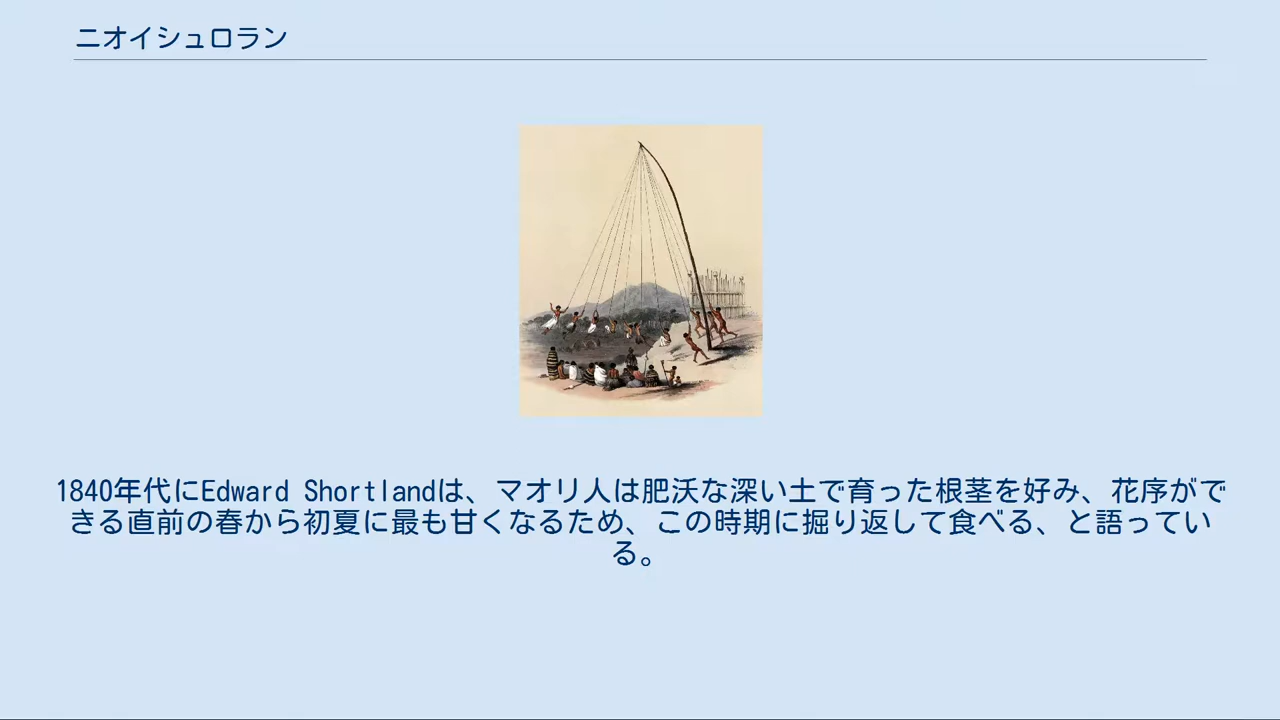 ニオイシュロラン
1840年代にEdward Shortlandは、マオリ人は肥沃な深い土で育った根茎を好み、花序がで
きる直前の春から初夏に最も甘くなるため、この時期に掘り返して食べる、と語ってい
る。